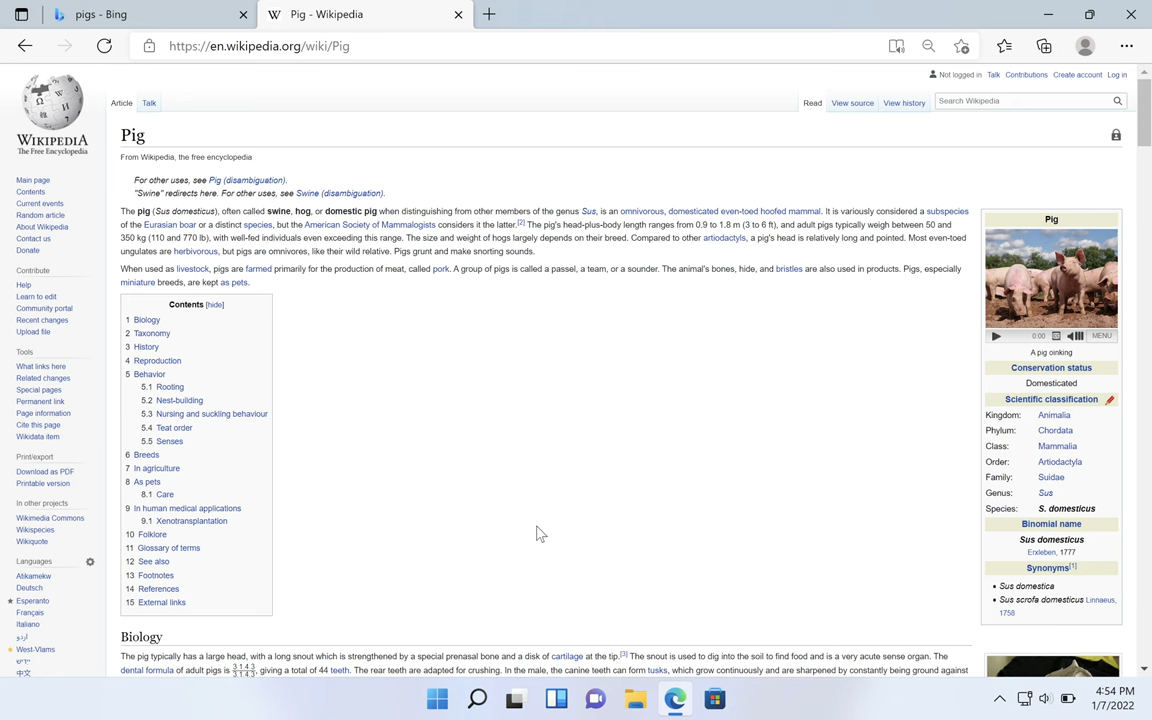 pigs - Bing
Pig - Wikipedia
https://en.wikipedia.org/wiki/Pig
Not logged in Talk Contributions Create account Log in
WIKIPEDIA
The Free Encyclopedia
Main page
Contents
Current events
Random article
About Wikipedia
Contact us
Donate
Contribute
Help
Learn to edit
Community portal
Recent changes
Upload file
Tools
What links here
Related changes
Special pages
Permanent link
Page information
Cite this page
Wikidata item
Print/export
Download as PDF
Printable version
In other projects
Wikimedia Commons
Wikispecies
Wikiquote
Languages
Atikamekw
Deutsch
Esperanto
Français
Italiano
اردو
West-Vlams
ייִדיש
中文
Article Talk
Read View source View history
Search Wikipedia
Pig
From Wikipedia, the free encyclopedia
For other uses, see Pig (disambiguation).
"Swine" redirects here. For other uses, see Swine (disambiguation).
The pig (Sus domesticus), often called swine, hog, or domestic pig when distinguishing from other members of the genus Sus, is an omnivorous, domesticated even-toed hoofed mammal. It is variously considered a subspecies
of the Eurasian boar or a distinct species, but the American Society of Mammalogists considers it the latter.[2] The pig's head-plus-body length ranges from 0.9 to 1.8 m (3 to 6 ft), and adult pigs typically weigh between 50 and
350 kg (110 and 770 lb), with well-fed individuals even exceeding this range. The size and weight of hogs largely depends on their breed. Compared to other artiodactyls, a pig's head is relatively long and pointed. Most even-toed
ungulates are herbivorous, but pigs are omnivores, like their wild relative. Pigs grunt and make snorting sounds.
When used as livestock, pigs are farmed primarily for the production of meat, called pork. A group of pigs is called a passel, a team, or a sounder. The animal's bones, hide, and bristles are also used in products. Pigs, especially
miniature breeds, are kept as pets.
Contents [hide]
1 Biology
2 Taxonomy
3 History
4 Reproduction
5 Behavior
5.1 Rooting
5.2 Nest-building
5.3 Nursing and suckling behaviour
5.4 Teat order
5.5 Senses
6 Breeds
7 In agriculture
8 As pets
8.1 Care
9 In human medical applications
9.1 Xenotransplantation
10 Folklore
11 Glossary of terms
12 See also
13 Footnotes
14 References
15 External links
Biology
The pig typically has a large head, with a long snout which is strengthened by a special prenasal bone and a disk of cartilage at the tip.[3] The snout is used to dig into the soil to find food and is a very acute sense organ. The
dental formula of adult pigs is 3.1.4.3 3.1.4.3, giving a total of 44 teeth. The rear teeth are adapted for crushing. In the male, the canine teeth can form tusks, which grow continuously and are sharpened by constantly being ground against
Pig
0:00 MENU
A pig oinking
Conservation status
Domesticated
Scientific classification
Kingdom: Animalia
Phylum: Chordata
Class: Mammalia
Order: Artiodactyla
Family: Suidae
Genus: Sus
Species: S. domesticus
Binomial name
Sus domesticus
Erxleben, 1777
Synonyms[1]
• Sus domestica
• Sus scrofa domesticus Linnaeus,
1758
4:54 PM
1/7/2022